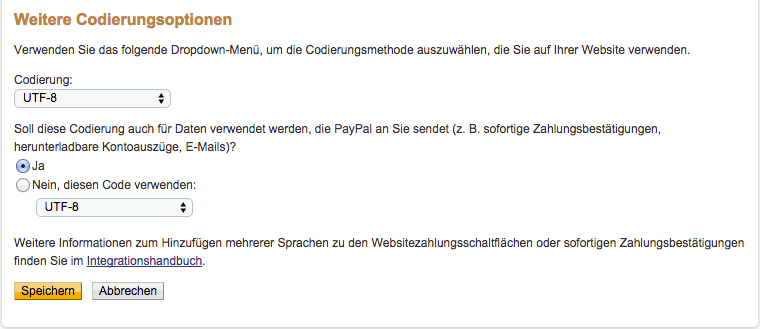 Weitere Codierungsoptionen
Verwenden Sie das folgende Dropdown-Menü, um die Codierungsmethode auszuwählen, die Sie auf Ihrer Website verwenden.
Codierung:
UTF-8
Soll diese Codierung auch für Daten verwendet werden, die PayPal an Sie sendet (z. B. sofortige Zahlungsbestätigungen,
herunterladbare Kontoauszüge, E-Mails)?
Ja
Nein, diesen Code verwenden:
UTF-8
Weitere Informationen zum Hinzufügen mehrerer Sprachen zu den Websitezahlungsschaltflächen oder sofortigen Zahlungsbestätigungen
finden Sie im Integrationshandbuch.
Speichern Abbrechen